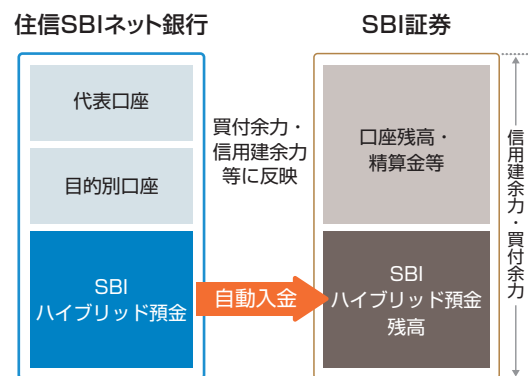 住信SBIネット銀行
SBI証券
代表口座
目的別口座
SBI
ハイブリッド預金
買付余力・
信用建余力
等に反映
自動入金
口座残高・
精算金等
SBI
ハイブリッド預金
残高
信用建余力・買付余力